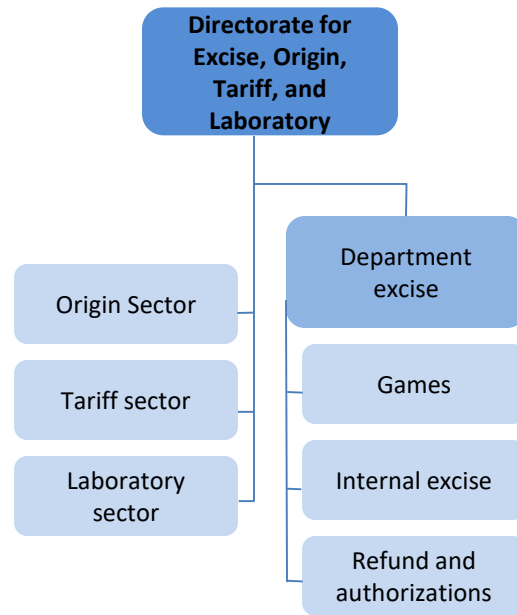 Directorate for
Excise, Origin,
Tariff, and
Laboratory
Origin Sector
Tariff sector
Laboratory
sector
Department
excise
Games
Internal excise
Refund and
authorizations